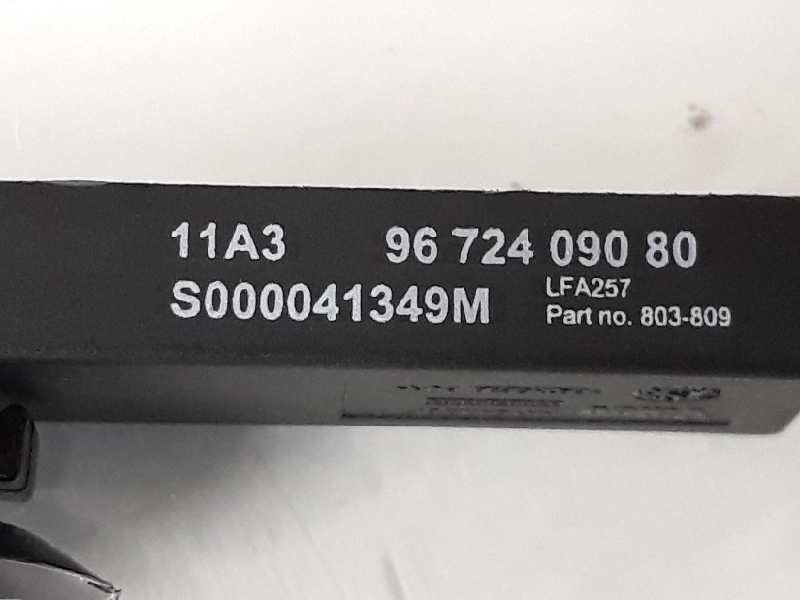 11A3 96 724 090 80
S000041349M LFA257
Part no. 803-809